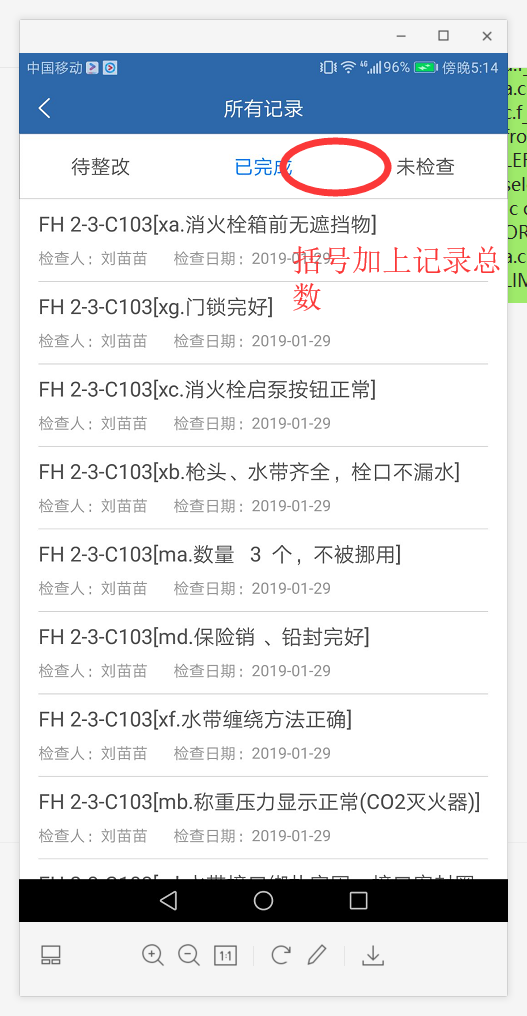 中国移动 4G 96% 傍晚5:14
所有记录
待整改 已完成 未检查
FH 2-3-C103[xa.消火栓箱前无遮挡物]
检查人：刘苗苗 检查日期：2019-01-29
括号加上记录总
数
FH 2-3-C103[xg.门锁完好]
检查人：刘苗苗 检查日期：2019-01-29
FH 2-3-C103[xc.消火栓启泵按钮正常]
检查人：刘苗苗 检查日期：2019-01-29
FH 2-3-C103[xb.枪头、水带齐全，栓口不漏水]
检查人：刘苗苗 检查日期：2019-01-29
FH 2-3-C103[ma.数量 3 个，不被挪用]
检查人：刘苗苗 检查日期：2019-01-29
FH 2-3-C103[md.保险销 、铅封完好]
检查人：刘苗苗 检查日期：2019-01-29
FH 2-3-C103[xf.水带缠绕方法正确]
检查人：刘苗苗 检查日期：2019-01-29
FH 2-3-C103[mb.称重压力显示正常(CO2灭火器)]
检查人：刘苗苗 检查日期：2019-01-29
1:1
a.c
c.f_
fro
LEF
sel
c c
OR
a.c
LIM